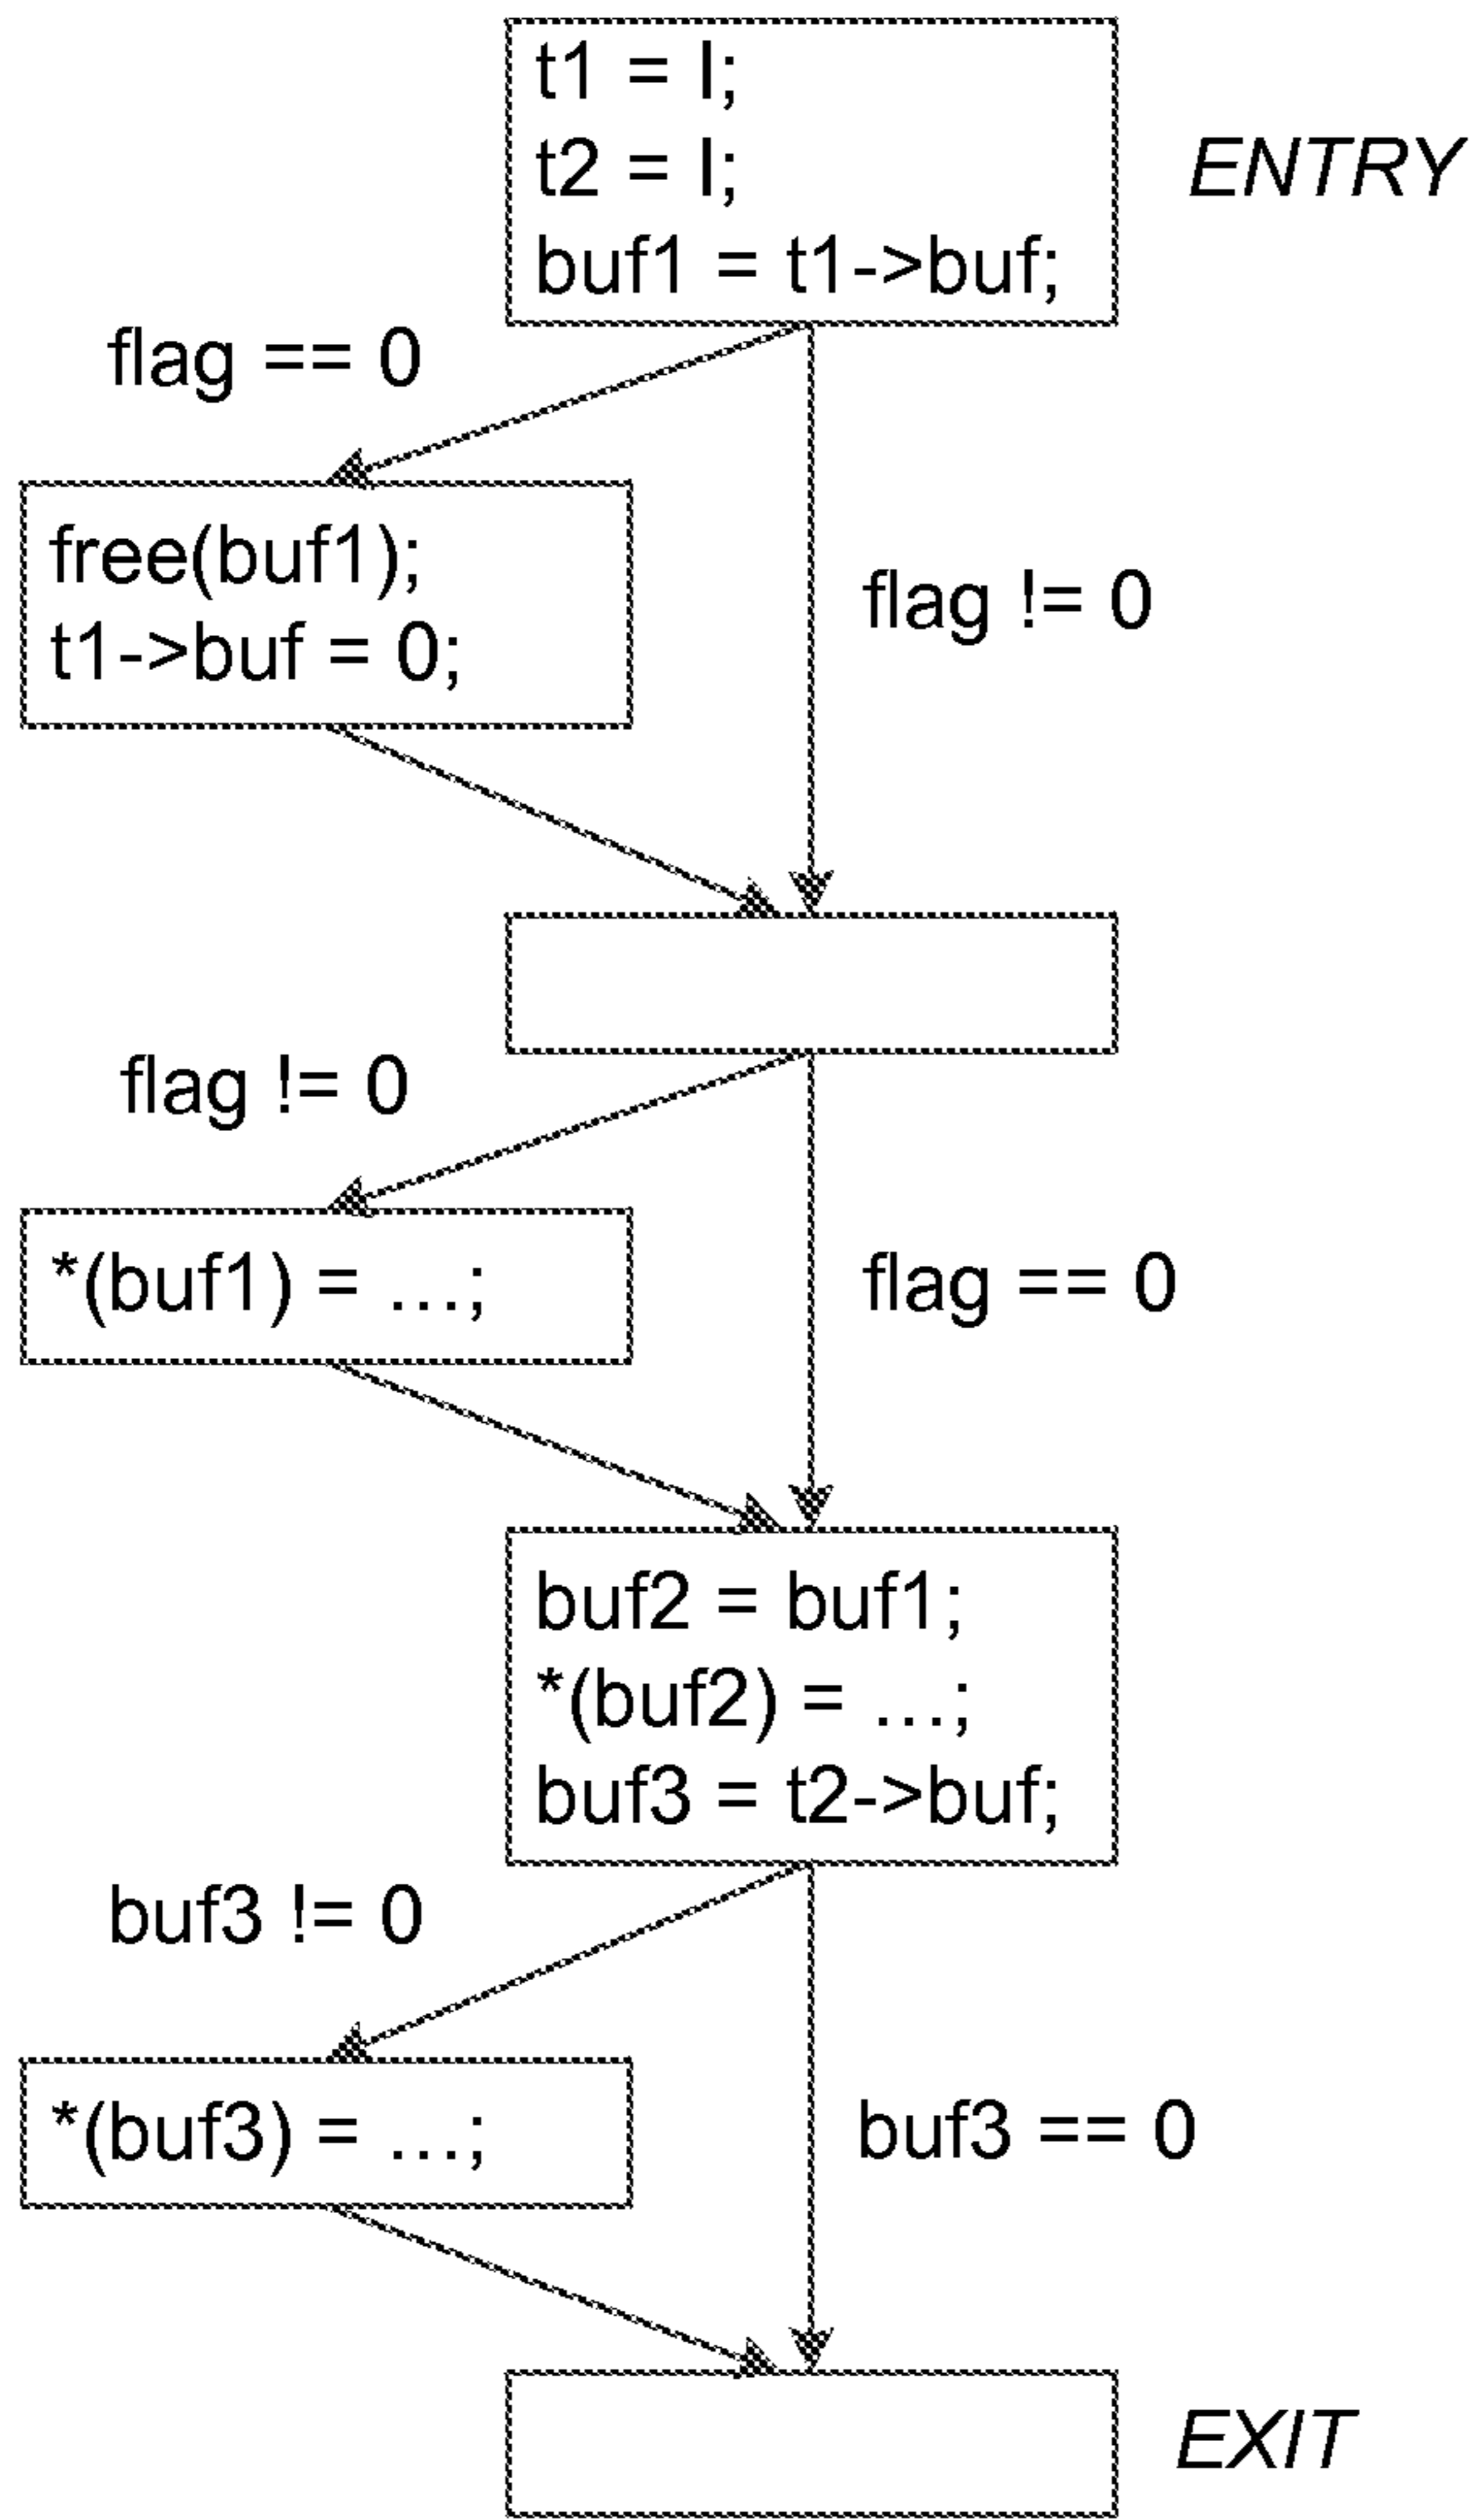 t1 = l;
t2 = l;
buf1 = t1->buf;
ENTRY
flag == 0
free(buf1);
t1->buf = 0;
flag != 0
flag != 0
*(buf1) = ...;
flag == 0
buf2 = buf1;
*(buf2) = ...;
buf3 = t2->buf;
buf3 != 0
*(buf3) = ...;
buf3 == 0
EXIT